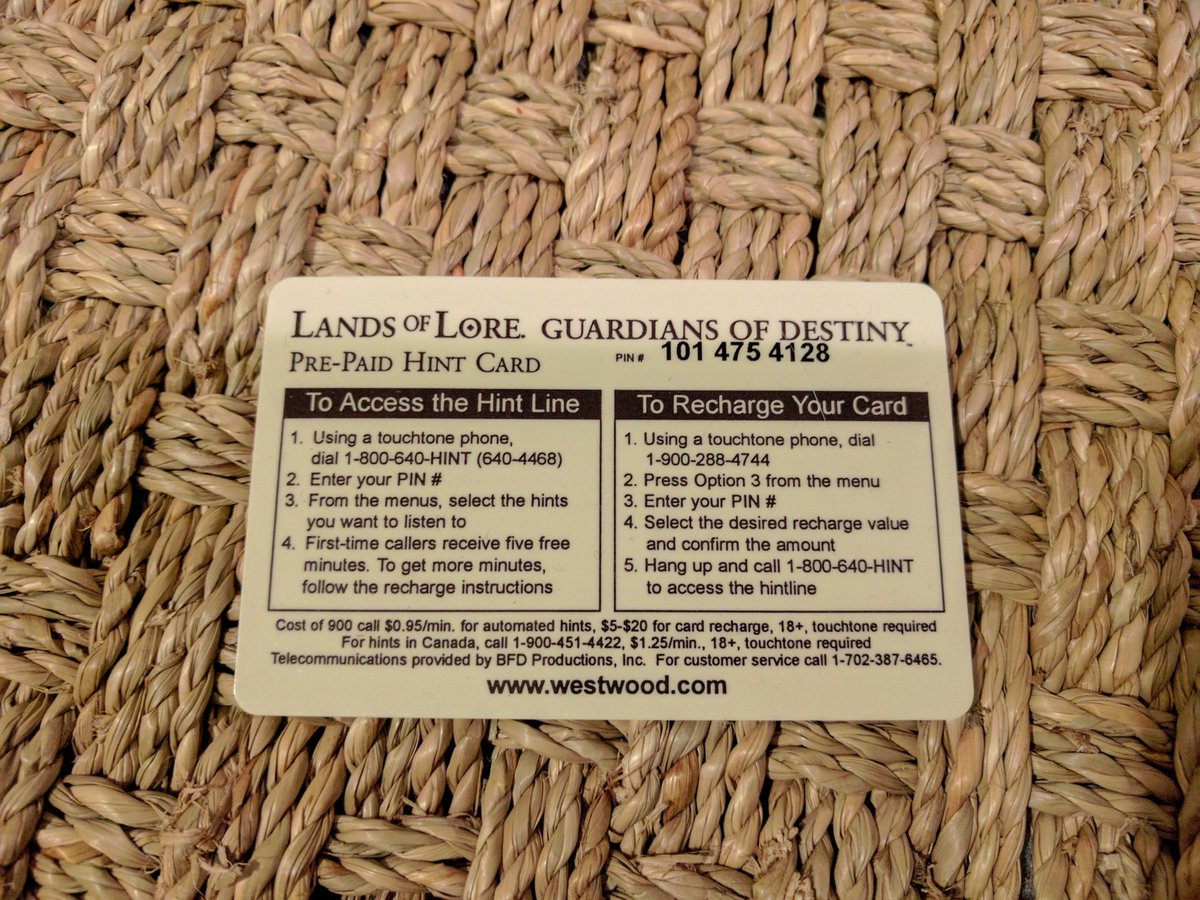 LANDS OF LORE. GUARDIANS OF DESTINY™
PRE-PAID HINT CARD
PIN # 101 475 4128
To Access the Hint Line
1. Using a touchtone phone,
dial 1-800-640-HINT (640-4468)
2. Enter your PIN #
3. From the menus, select the hints
you want to listen to
4. First-time callers receive five free
minutes. To get more minutes,
follow the recharge instructions
To Recharge Your Card
1. Using a touchtone phone, dial
1-900-288-4744
2. Press Option 3 from the menu
3. Enter your PIN #
4. Select the desired recharge value
and confirm the amount
5. Hang up and call 1-800-640-HINT
to access the hintline
Cost of 900 call $0.95/min. for automated hints, $5-$20 for card recharge, 18+, touchtone required
For hints in Canada, call 1-900-451-4422, $1.25/min., 18+, touchtone required
Telecommunications provided by BFD Productions, Inc. For customer service call 1-702-387-6465.
www.westwood.com